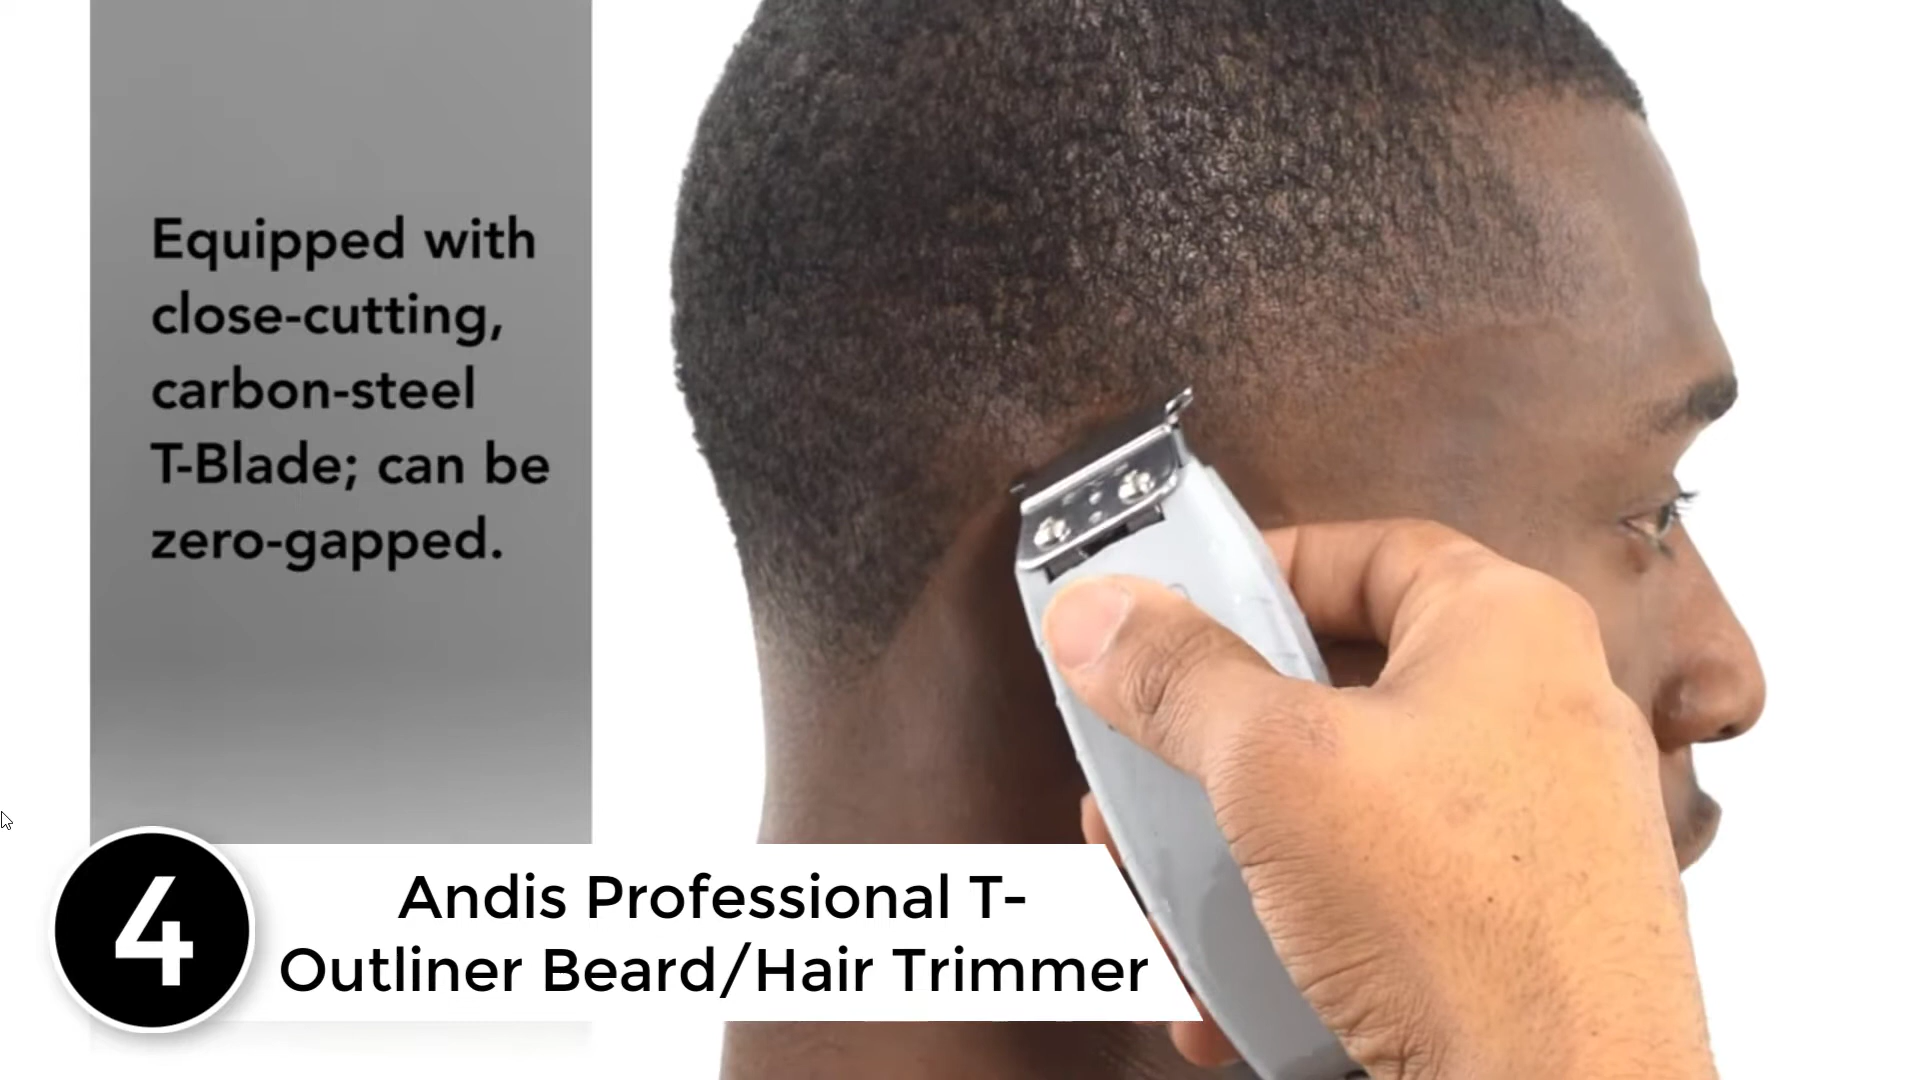 Equipped with
close-cutting,
carbon-steel
T-Blade; can be
zero-gapped.
4
Andis Professional T-
Outliner Beard/Hair Trimmer